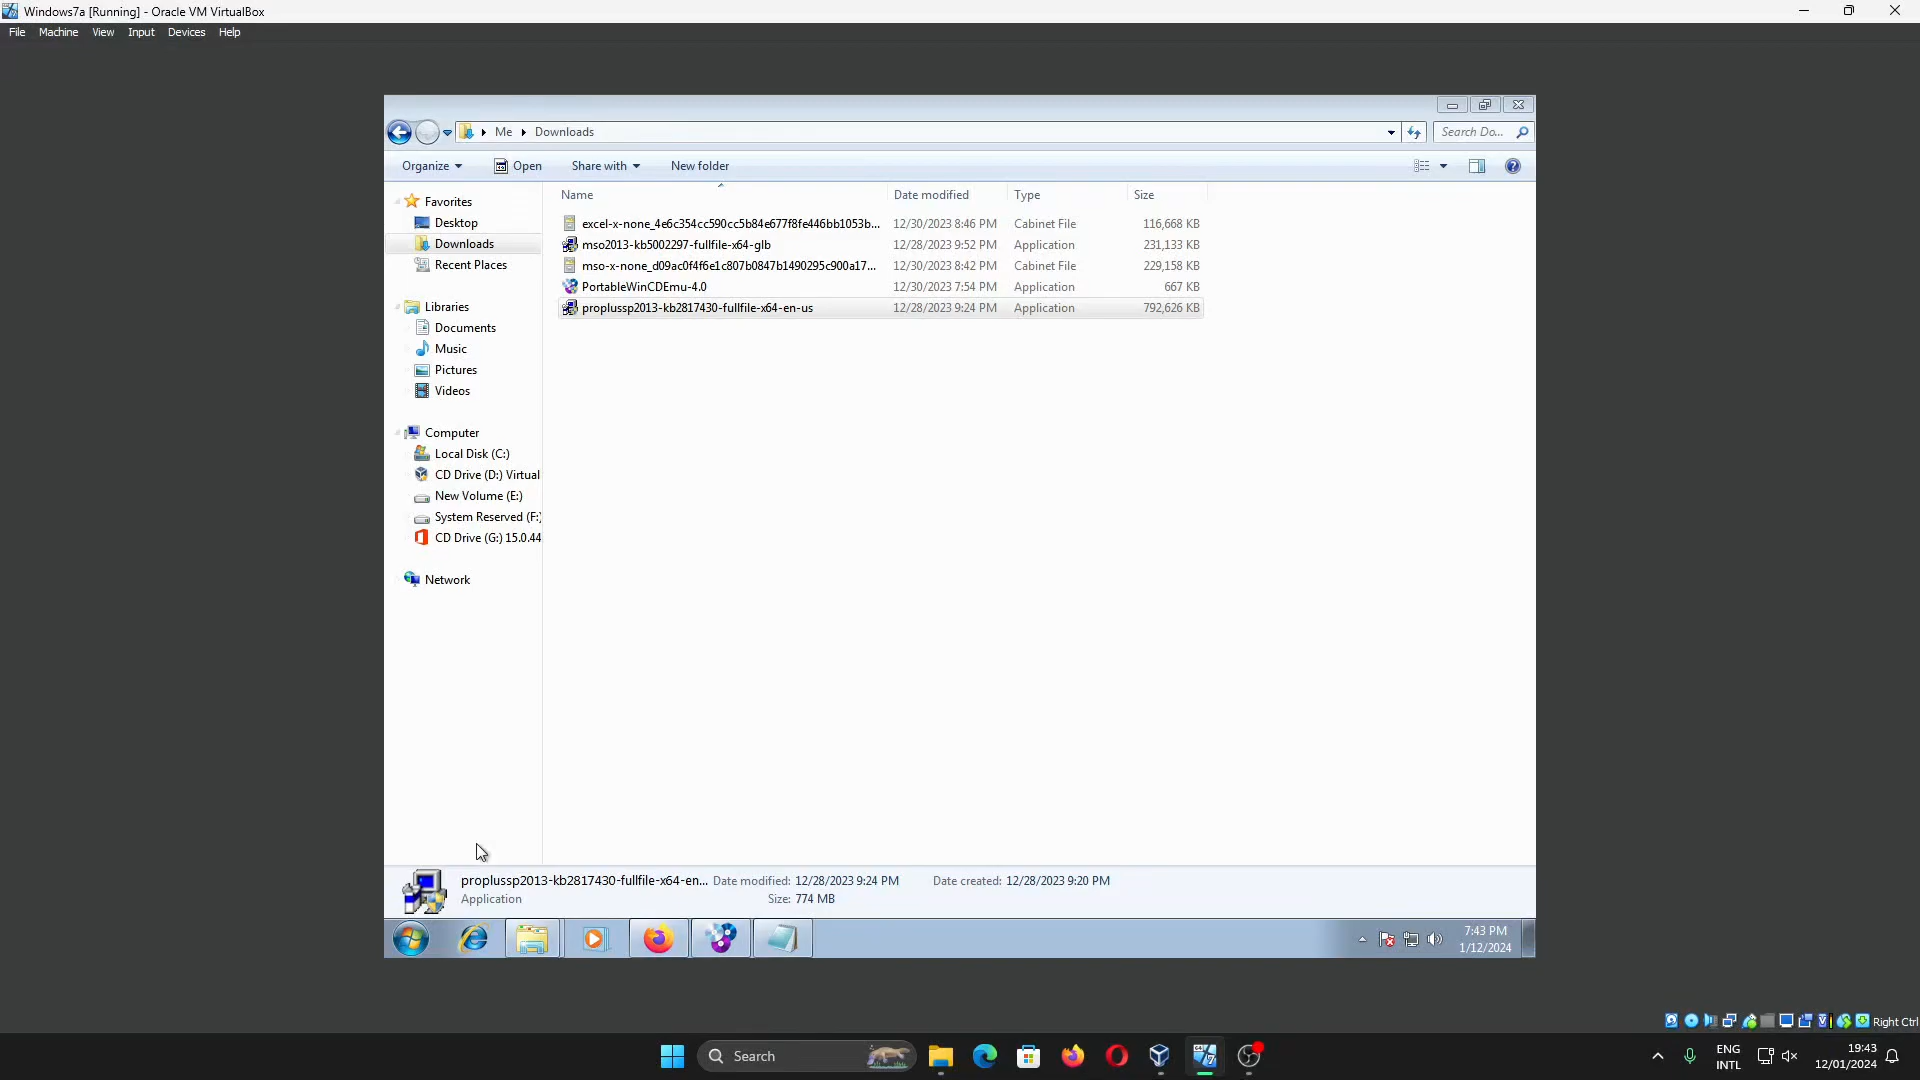 Windows7a [Running] - Oracle VM VirtualBox
File Machine View Input Devices Help
Me Downloads
Search Do...
Organize Open Share with New folder
Name Date modified Type Size
Favorites
Desktop
Downloads
Recent Places
Libraries
Documents
Music
Pictures
Videos
Computer
Local Disk (C:)
CD Drive (D:) Virtual
New Volume (E:)
System Reserved (F:)
CD Drive (G:) 15.0.44
Network
excel-x-none_4e6c354cc590cc5b84e677f8fe446bb1053b... 12/30/2023 8:46 PM Cabinet File 116,668 KB
mso2013-kb5002297-fullfile-x64-glb 12/28/2023 9:52 PM Application 231,133 KB
mso-x-none_d09ac0f4f6e1c807b0847b1490295c900a17... 12/30/2023 8:42 PM Cabinet File 229,158 KB
PortableWinCDEmu-4.0 12/30/2023 7:54 PM Application 667 KB
proplussp2013-kb2817430-fullfile-x64-en-us 12/28/2023 9:24 PM Application 792,626 KB
proplussp2013-kb2817430-fullfile-x64-en... Date modified: 12/28/2023 9:24 PM Date created: 12/28/2023 9:20 PM
Application Size: 774 MB
7:43 PM
1/12/2024
Right Ctrl
Search
ENG
INTL
19:43
12/01/2024